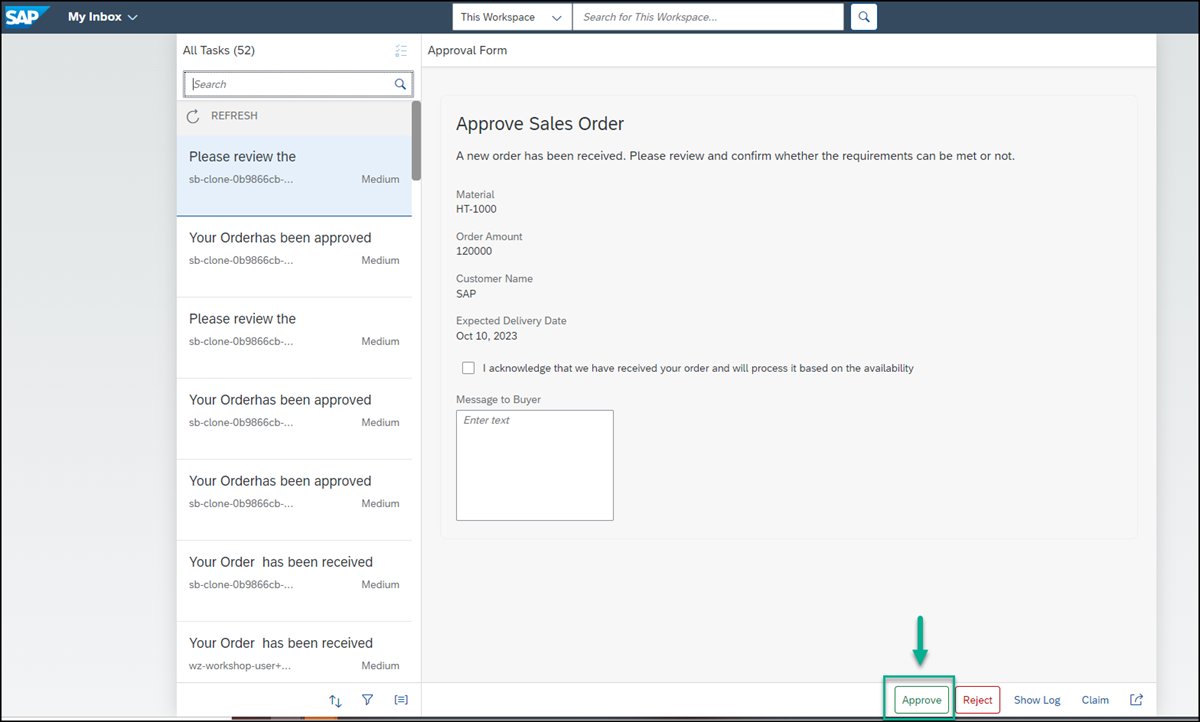 SAP My Inbox This Workspace Search for This Workspace...
All Tasks (52)
Search
REFRESH
Please review the
sb-clone-0b9866cb-... Medium
Your Orderhas been approved
sb-clone-0b9866cb-... Medium
Please review the
sb-clone-0b9866cb-... Medium
Your Orderhas been approved
sb-clone-0b9866cb-... Medium
Your Orderhas been approved
sb-clone-0b9866cb-... Medium
Your Order  has been received
sb-clone-0b9866cb-... Medium
Your Order  has been received
wz-workshop-user+... Medium
Approval Form
Approve Sales Order
A new order has been received. Please review and confirm whether the requirements can be met or not.
Material
HT-1000
Order Amount
120000
Customer Name
SAP
Expected Delivery Date
Oct 10, 2023
I acknowledge that we have received your order and will process it based on the availability
Message to Buyer
Enter text
Approve Reject Show Log Claim